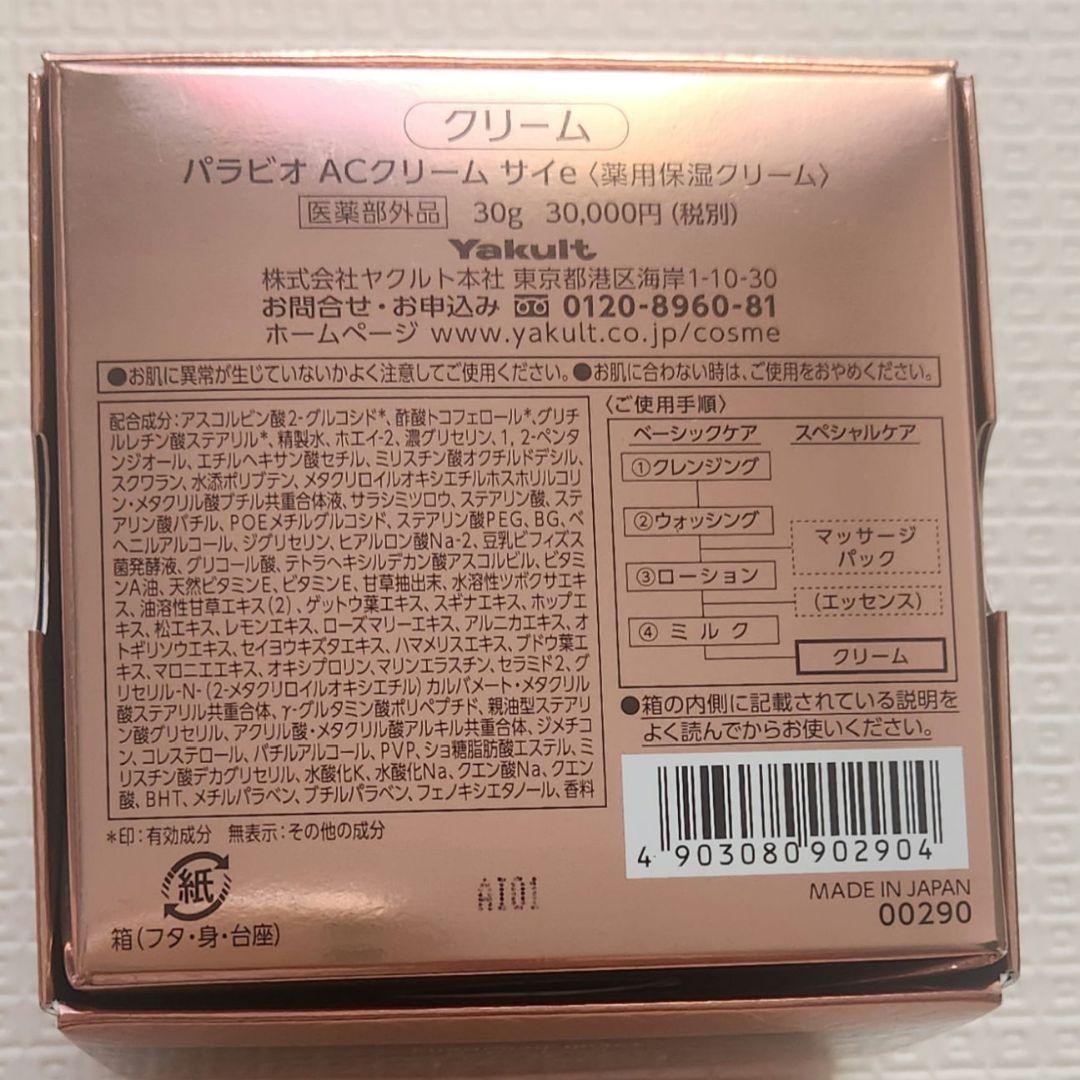 クリーム
パラビオ ACクリーム サイe〈薬用保湿クリーム〉
医薬部外品 30g 30,000円(税別)
Yakult
株式会社ヤクルト本社 東京都港区海岸1-10-30
お問合せ・お申込み 0120-8960-81
ホームページ www.yakult.co.jp/cosme
●お肌に異常が生じていないかよく注意してご使用ください。●お肌に合わない時は、ご使用をおやめください。
配合成分:アスコルビン酸2-グルコシド*、酢酸トコフェロール*、グリチ
ルレチン酸ステアリル*、精製水、ホエイ-2、濃グリセリン、1, 2-ペンタ
ンジオール、エチルヘキサン酸セチル、ミリスチン酸オクチルドデシル、
スクワラン、水添ポリブテン、メタクリロイルオキシエチルホスホリルコリ
ン・メタクリル酸ブチル共重合体液、サラシミツロウ、ステアリン酸、ステ
アリン酸バチル、POEメチルグルコシド、ステアリン酸PEG、BG、ベ
ヘニルアルコール、ジグリセリン、ヒアルロン酸Na-2、豆乳ビフィズス
菌発酵液、グリコール酸、テトラヘキシルデカン酸アスコルビル、ビタミ
ンA油、天然ビタミンE、ビタミンE、甘草抽出末、水溶性ツボクサエキ
ス、油溶性甘草エキス(2)、ゲットウ葉エキス、スギナエキス、ホップエ
キス、松エキス、レモンエキス、ローズマリーエキス、アルニカエキス、オ
トギリソウエキス、セイヨウキズタエキス、ハマメリスエキス、ブドウ葉エ
キス、マロニエエキス、オキシプロリン、マリンエラスチン、セラミド2、グ
リセリル-N-(2-メタクリロイルオキシエチル)カルバメート・メタクリル
酸ステアリル共重合体、γ-グルタミン酸ポリペプチド、親油型ステアリ
ン酸グリセリル、アクリル酸・メタクリル酸アルキル共重合体、ジメチコ
ン、コレステロール、バチルアルコール、PVP、ショ糖脂肪酸エステル、ミ
リスチン酸デカグリセリル、水酸化K、水酸化Na、クエン酸Na、クエン
酸、BHT、メチルパラベン、ブチルパラベン、フェノキシエタノール、香料
*印:有効成分 無表示:その他の成分
〈ご使用手順〉
ベーシックケア スペシャルケア
①クレンジング
②ウォッシング
マッサージ
パック
③ローション
(エッセンス)
④ミルク
クリーム
●箱の内側に記載されている説明を
よく読んでからお使いください。
4 903080 902904
MADE IN JAPAN
00290
紙
箱(フタ・身・台座)
AI01